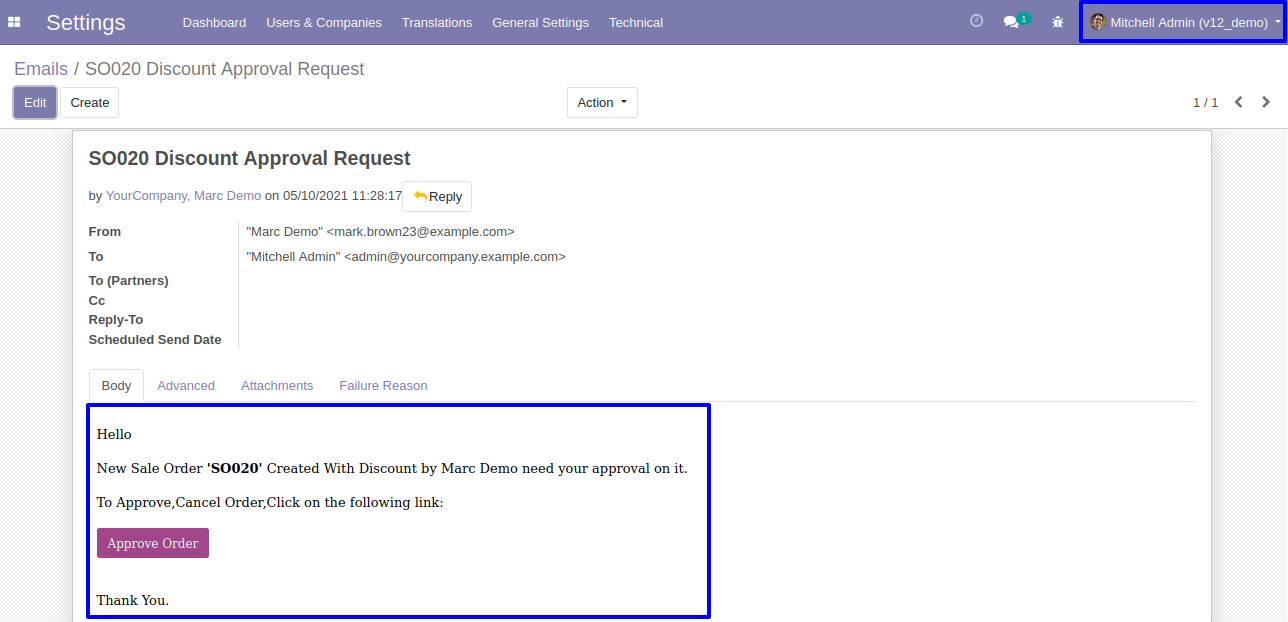 Settings Dashboard Users & Companies Translations General Settings Technical 1 Mitchell Admin (v12_demo)
Emails / SO020 Discount Approval Request
Edit Create Action 1 / 1
SO020 Discount Approval Request
by YourCompany, Marc Demo on 05/10/2021 11:28:17 Reply
From "Marc Demo" <mark.brown23@example.com>
To "Mitchell Admin" <admin@yourcompany.example.com>
To (Partners)
Cc
Reply-To
Scheduled Send Date
Body Advanced Attachments Failure Reason
Hello
New Sale Order 'SO020' Created With Discount by Marc Demo need your approval on it.
To Approve,Cancel Order,Click on the following link:
Approve Order
Thank You.